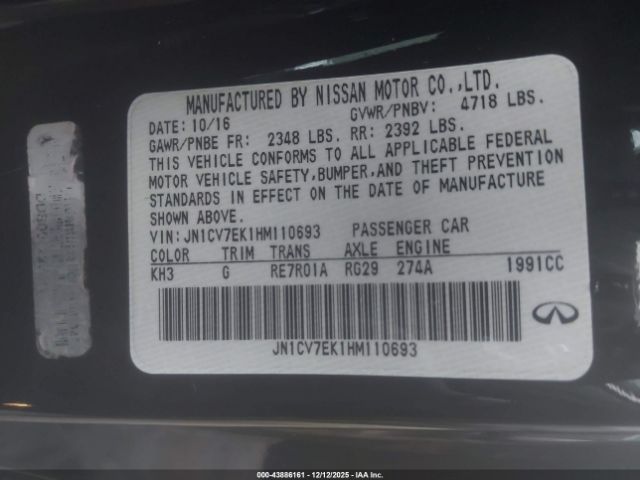 MANUFACTURED BY NISSAN MOTOR CO.,LTD.
DATE: 10/16 GVWR/PNBV: 4718 LBS.
GAWR/PNBE FR: 2348 LBS. RR: 2392 LBS.
THIS VEHICLE CONFORMS TO ALL APPLICABLE FEDERAL
MOTOR VEHICLE SAFETY,BUMPER,AND THEFT PREVENTION
STANDARDS IN EFFECT ON THE DATE OF MANUFACTURE
SHOWN ABOVE.
VIN: JN1CV7EK1HM110693 PASSENGER CAR
COLOR TRIM TRANS AXLE ENGINE
KH3 G RE7R01A RG29 274A 1991CC
JN1CV7EK1HM110693
000-43886161 - 12/12/2025 - IAA Inc.